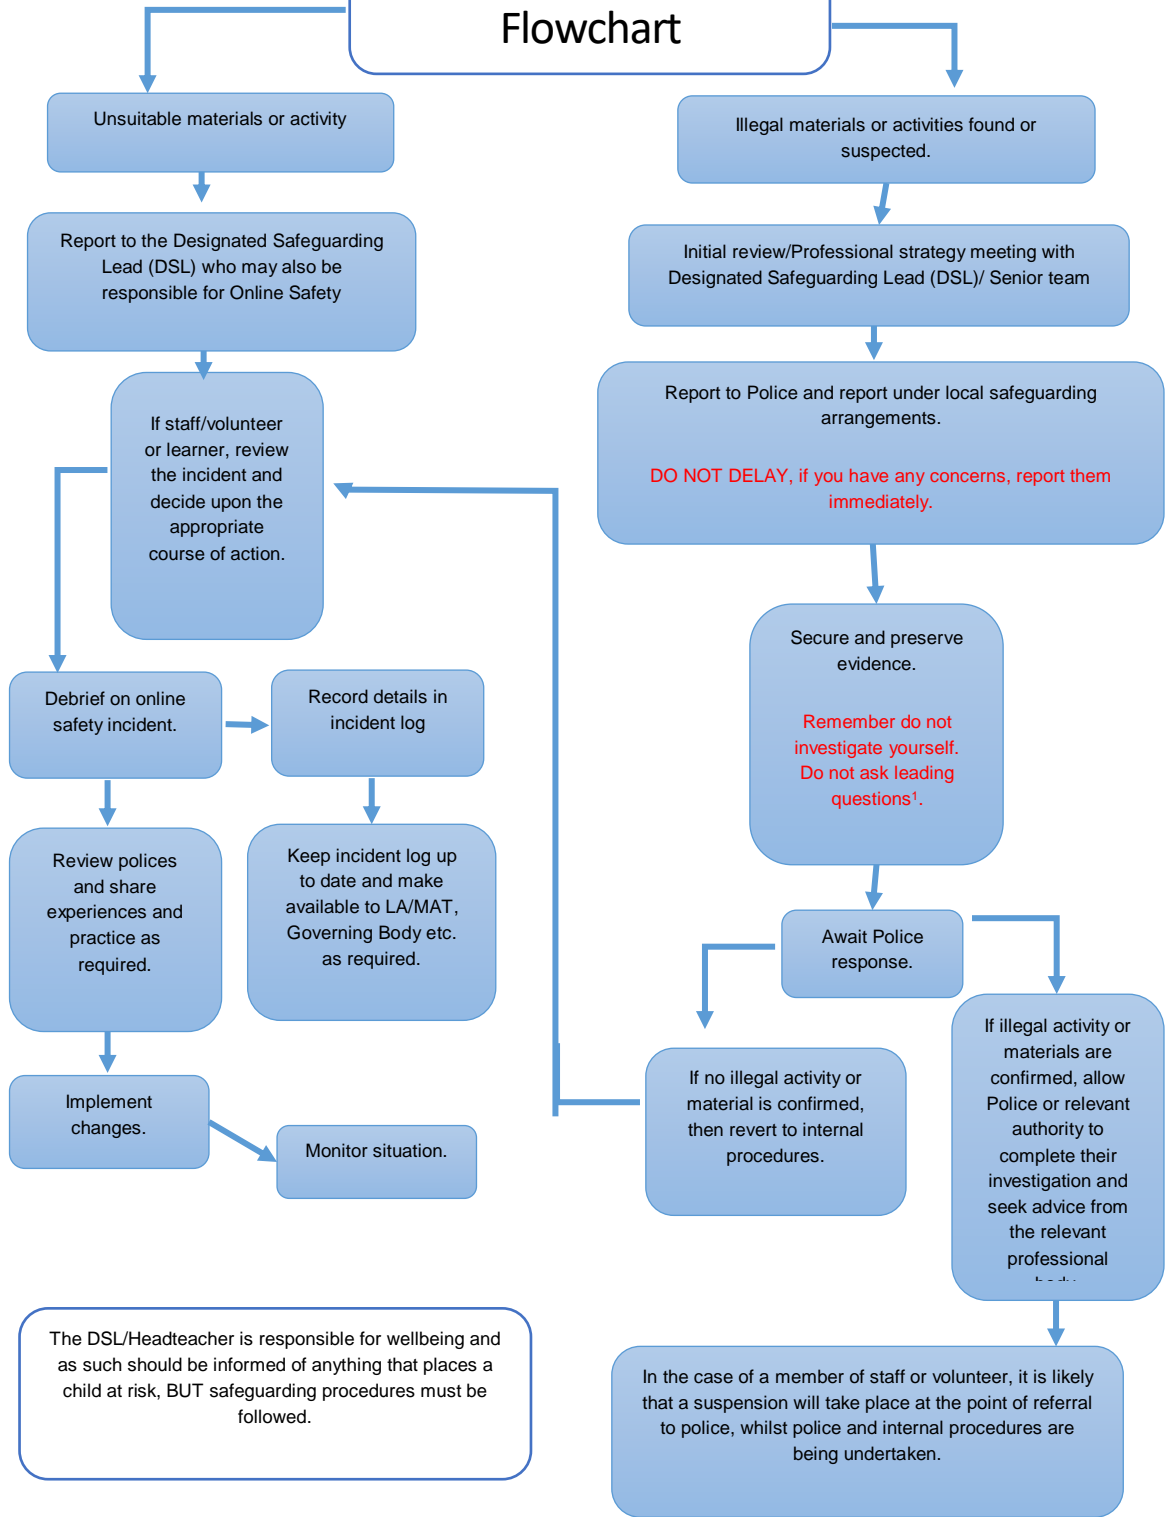 Flowchart
Unsuitable materials or activity
Report to the Designated Safeguarding
Lead (DSL) who may also be
responsible for Online Safety
If staff/volunteer
or learner, review
the incident and
decide upon the
appropriate
course of action.
Debrief on online
safety incident.
Record details in
incident log
Review polices
and share
experiences and
practice as
required.
Keep incident log up
to date and make
available to LA/MAT,
Governing Body etc.
as required.
Implement
changes.
Monitor situation.
Illegal materials or activities found or
suspected.
Initial review/Professional strategy meeting with
Designated Safeguarding Lead (DSL)/ Senior team
Report to Police and report under local safeguarding
arrangements.
DO NOT DELAY, if you have any concerns, report them
immediately.
Secure and preserve
evidence.
Remember do not
investigate yourself.
Do not ask leading
questions¹.
Await Police
response.
If no illegal activity or
material is confirmed,
then revert to internal
procedures.
If illegal activity or
materials are
confirmed, allow
Police or relevant
authority to
complete their
investigation and
seek advice from
the relevant
professional
In the case of a member of staff or volunteer, it is likely
that a suspension will take place at the point of referral
to police, whilst police and internal procedures are
being undertaken.
The DSL/Headteacher is responsible for wellbeing and
as such should be informed of anything that places a
child at risk, BUT safeguarding procedures must be
followed.